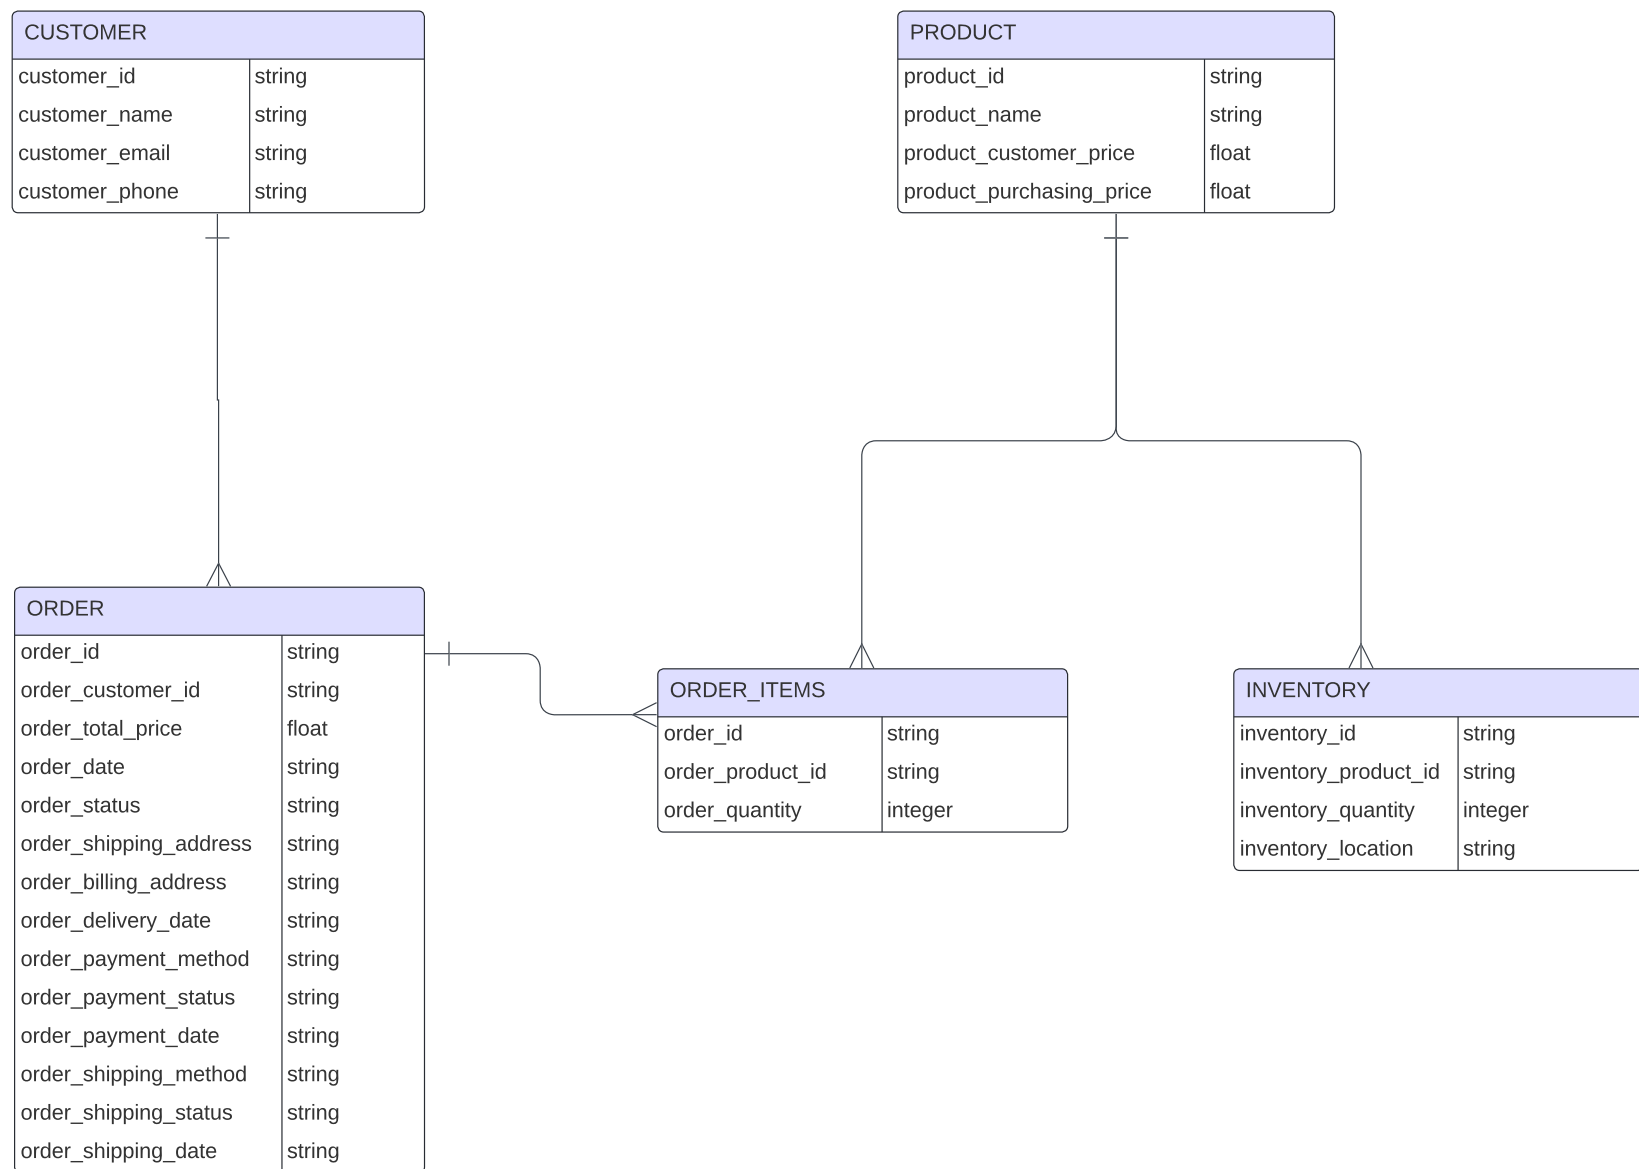 CUSTOMER
customer_id string
customer_name string
customer_email string
customer_phone string
PRODUCT
product_id string
product_name string
product_customer_price float
product_purchasing_price float
ORDER
order_id string
order_customer_id string
order_total_price float
order_date string
order_status string
order_shipping_address string
order_billing_address string
order_delivery_date string
order_payment_method string
order_payment_status string
order_payment_date string
order_shipping_method string
order_shipping_status string
order_shipping_date string
ORDER_ITEMS
order_id string
order_product_id string
order_quantity integer
INVENTORY
inventory_id string
inventory_product_id string
inventory_quantity integer
inventory_location string